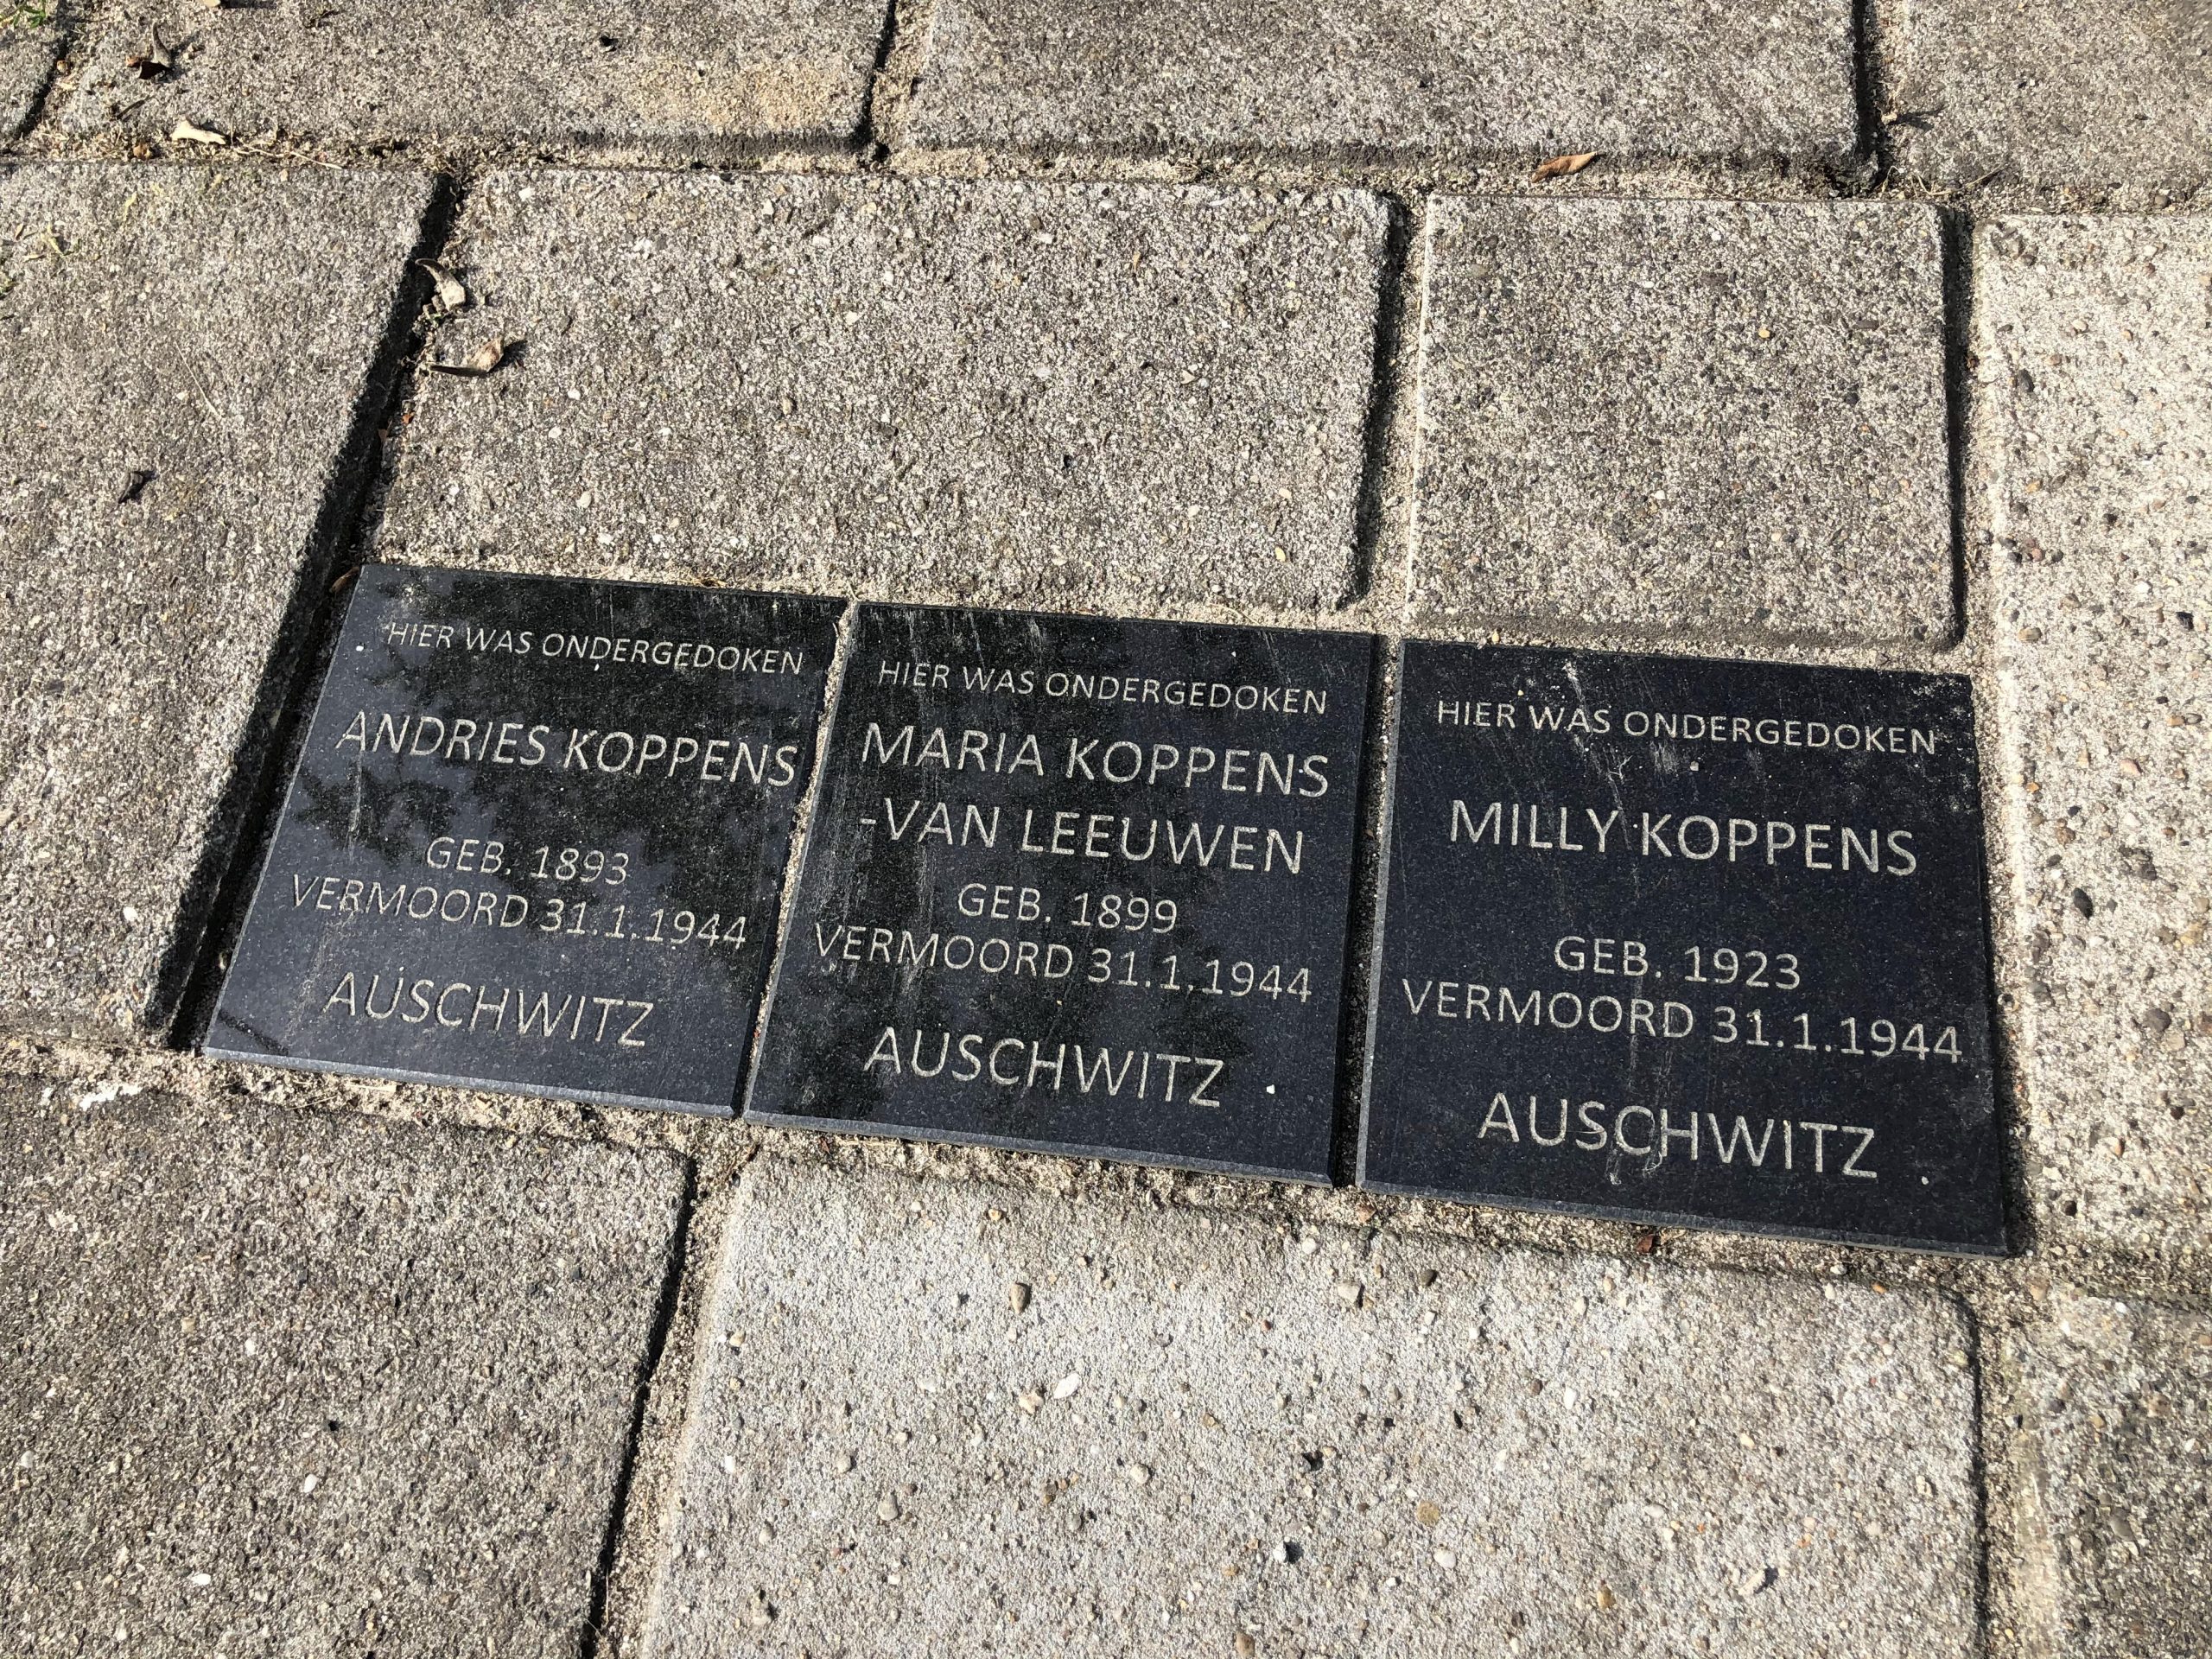 HIER WAS ONDERGEDOKEN
ANDRIES KOPPENS
GEB. 1893
VERMOORD 31.1.1944
AUSCHWITZ
HIER WAS ONDERGEDOKEN
MARIA KOPPENS
-VAN LEEUWEN
GEB. 1899
VERMOORD 31.1.1944
AUSCHWITZ
HIER WAS ONDERGEDOKEN
MILLY KOPPENS
GEB. 1923
VERMOORD 31.1.1944
AUSCHWITZ